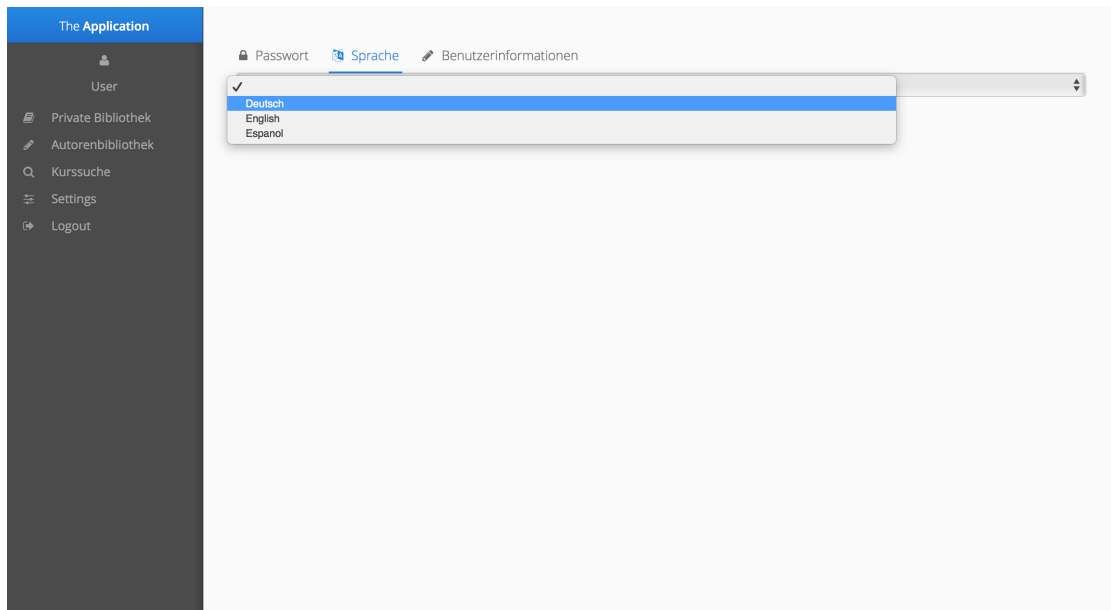 The Application
User
Private Bibliothek
Autorenbibliothek
Kurssuche
Settings
Logout
Passwort Sprache Benutzerinformationen
Deutsch
English
Espanol